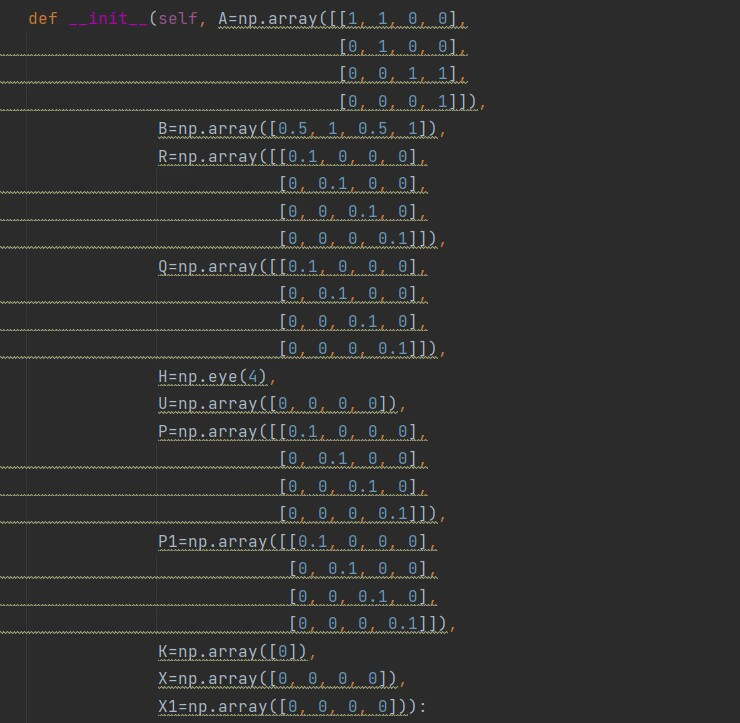 def __init__(self, A=np.array([[1, 1, 0, 0],
[0, 1, 0, 0],
[0, 0, 1, 1],
[0, 0, 0, 1]]),
B=np.array([0.5, 1, 0.5, 1]),
R=np.array([[0.1, 0, 0, 0],
[0, 0.1, 0, 0],
[0, 0, 0.1, 0],
[0, 0, 0, 0.1]]),
Q=np.array([[0.1, 0, 0, 0],
[0, 0.1, 0, 0],
[0, 0, 0.1, 0],
[0, 0, 0, 0.1]]),
H=np.eye(4),
U=np.array([0, 0, 0, 0]),
P=np.array([[0.1, 0, 0, 0],
[0, 0.1, 0, 0],
[0, 0, 0.1, 0],
[0, 0, 0, 0.1]]),
P1=np.array([[0.1, 0, 0, 0],
[0, 0.1, 0, 0],
[0, 0, 0.1, 0],
[0, 0, 0, 0.1]]),
K=np.array([0]),
X=np.array([0, 0, 0, 0]),
X1=np.array([0, 0, 0, 0])):